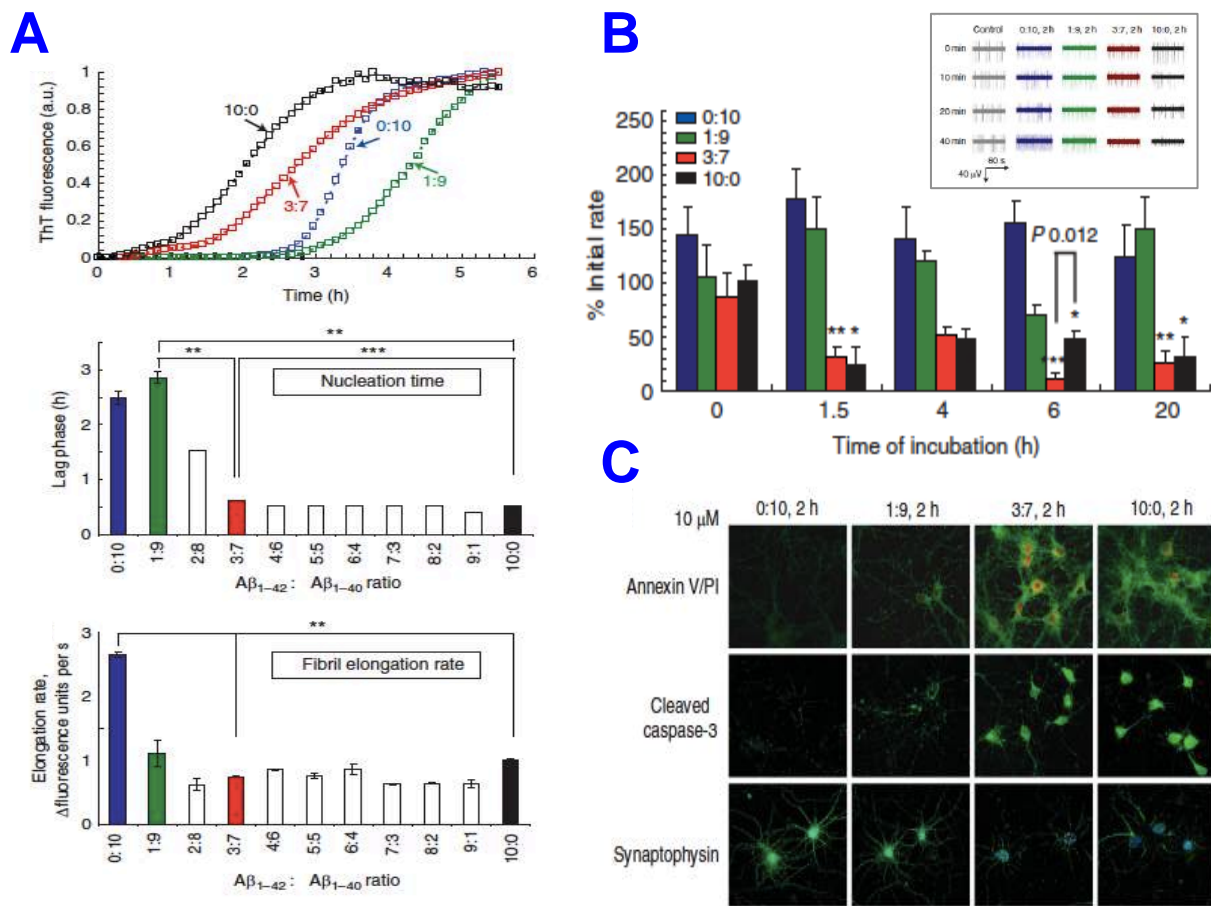 A
ThT fluorescence (a.u.)
1
0.8
0.6
0.4
0.2
0
10:0
0:10
3:7
1:9
0 1 2 3 4 5 6
Time (h)
**
** ***
Nucleation time
Lag phase (h)
3
2
1
0
0:10 1:9 2:8 3:7 4:6 5:5 6:4 7:3 8:2 9:1 10:0
Aβ1–42 : Aβ1–40 ratio
**
Fibril elongation rate
Elongation rate,
Δfluorescence units per s
3
2
1
0
0:10 1:9 2:8 3:7 4:6 5:5 6:4 7:3 8:2 9:1 10:0
Aβ1–42 : Aβ1–40 ratio
B
Control 0:10, 2 h 1:9, 2 h 3:7, 2 h 10:0, 2 h
0 min
10 min
20 min
40 min
60 s
40 µV
% Initial rate
250
200
150
100
50
0
0:10
1:9
3:7
10:0
P 0.012
** *
*** *
** *
0 1.5 4 6 20
Time of incubation (h)
C
10 µM
0:10, 2 h 1:9, 2 h 3:7, 2 h 10:0, 2 h
Annexin V/PI
Cleaved
caspase-3
Synaptophysin